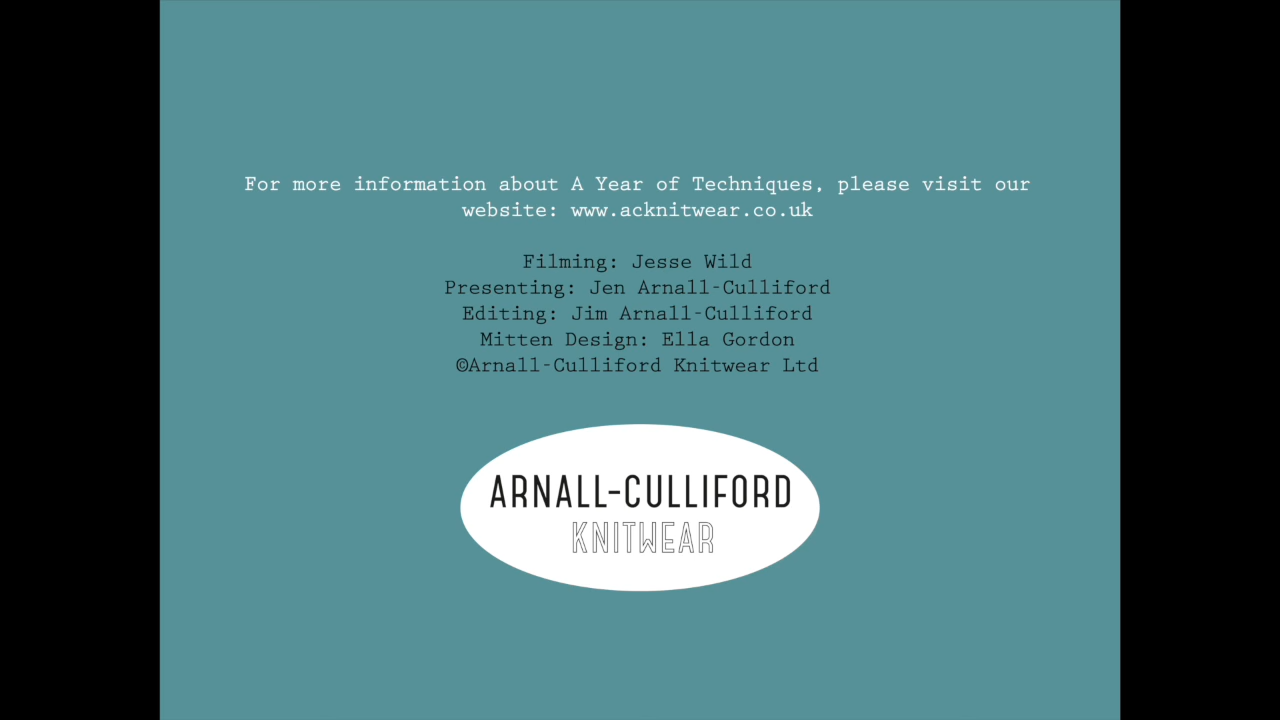 For more information about A Year of Techniques, please visit our
website: www.acknitwear.co.uk
Filming: Jesse Wild
Presenting: Jen Arnall-Culliford
Editing: Jim Arnall-Culliford
Mitten Design: Ella Gordon
©Arnall-Culliford Knitwear Ltd
ARNALL-CULLIFORD
KNITWEAR